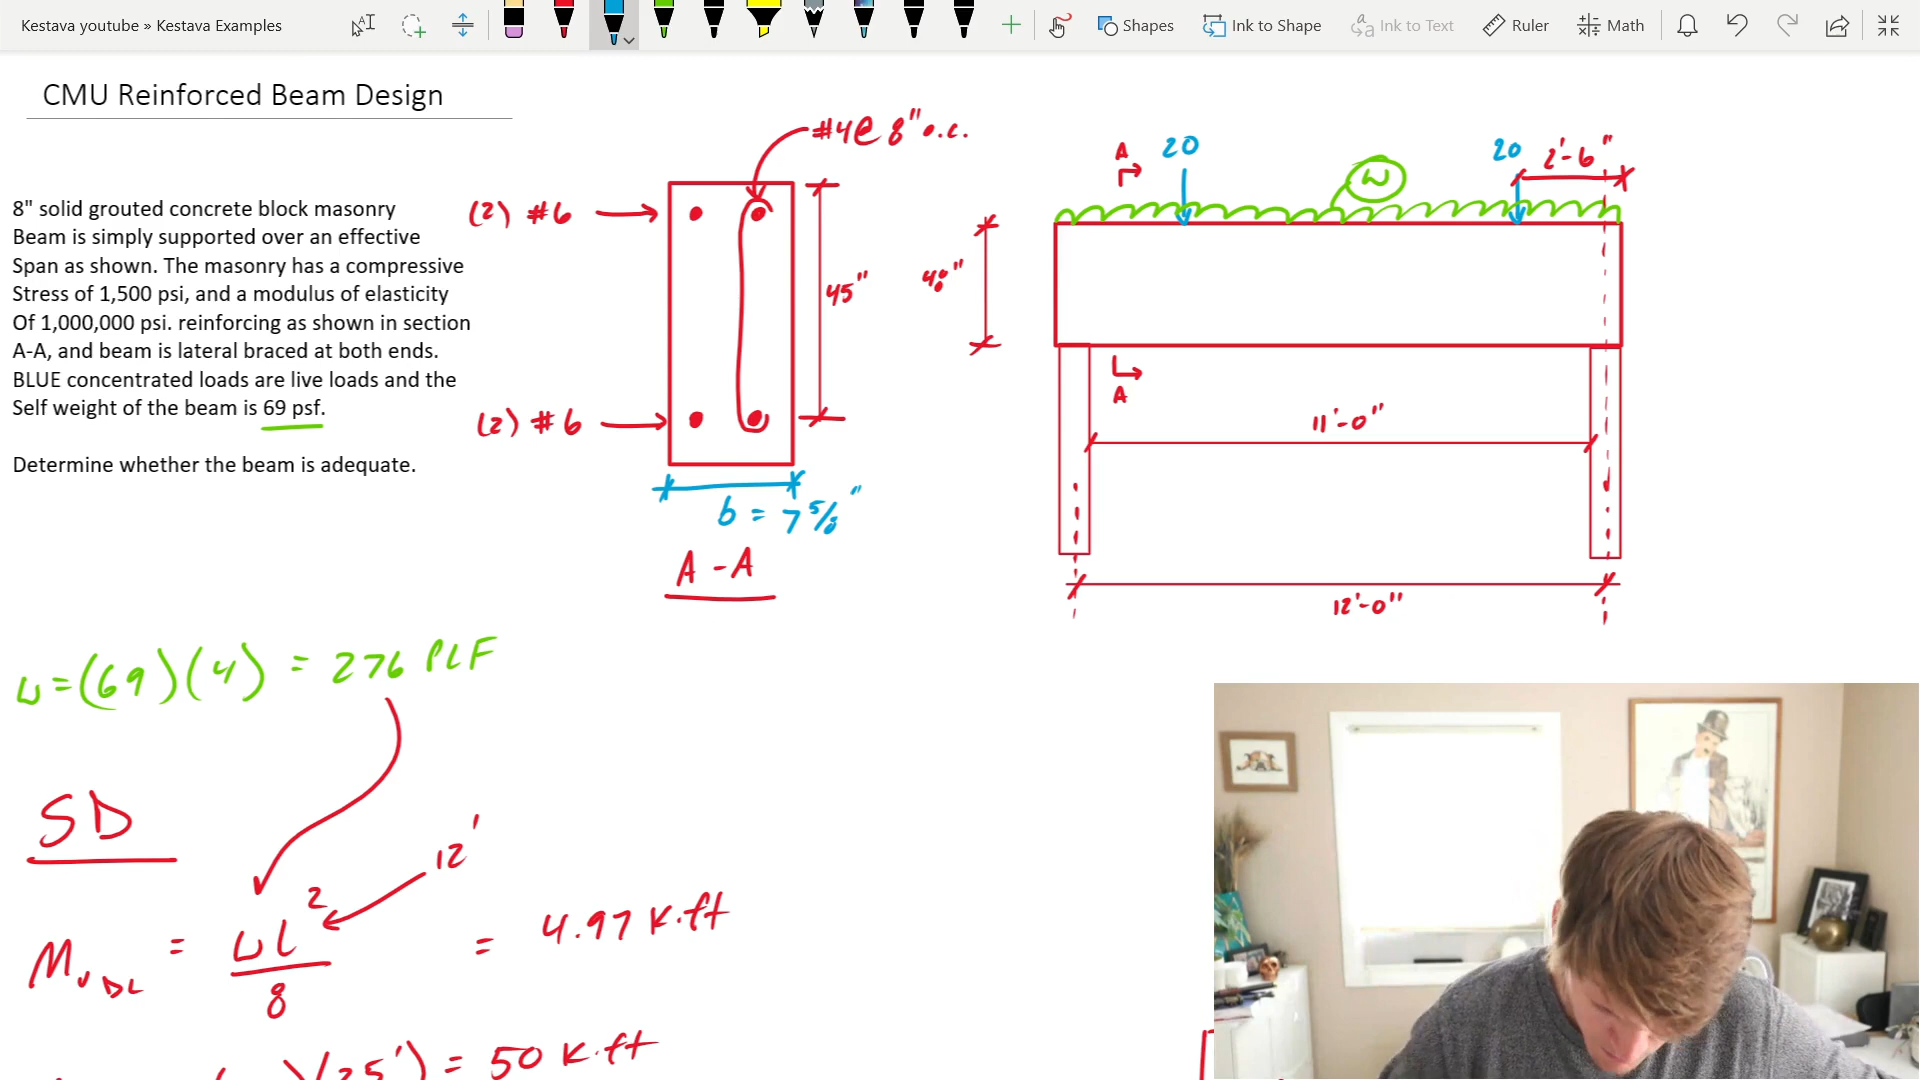 Kestava youtube » Kestava Examples
Shapes
Ink to Shape
Ink to Text
Ruler
Math
CMU Reinforced Beam Design
8" solid grouted concrete block masonry
Beam is simply supported over an effective
Span as shown. The masonry has a compressive
Stress of 1,500 psi, and a modulus of elasticity
Of 1,000,000 psi. reinforcing as shown in section
A-A, and beam is lateral braced at both ends.
BLUE concentrated loads are live loads and the
Self weight of the beam is 69 psf.
Determine whether the beam is adequate.
#4@ 8" o.c.
(2) #6
45"
(2) #6
b = 7 5/8"
A-A
A
20
W
20
2'-6"
A
11'-0"
12'-0"
W=(69)(4) = 276 PLF
SD
12'
= 4.97 k.ft
8
= 50 k.ft